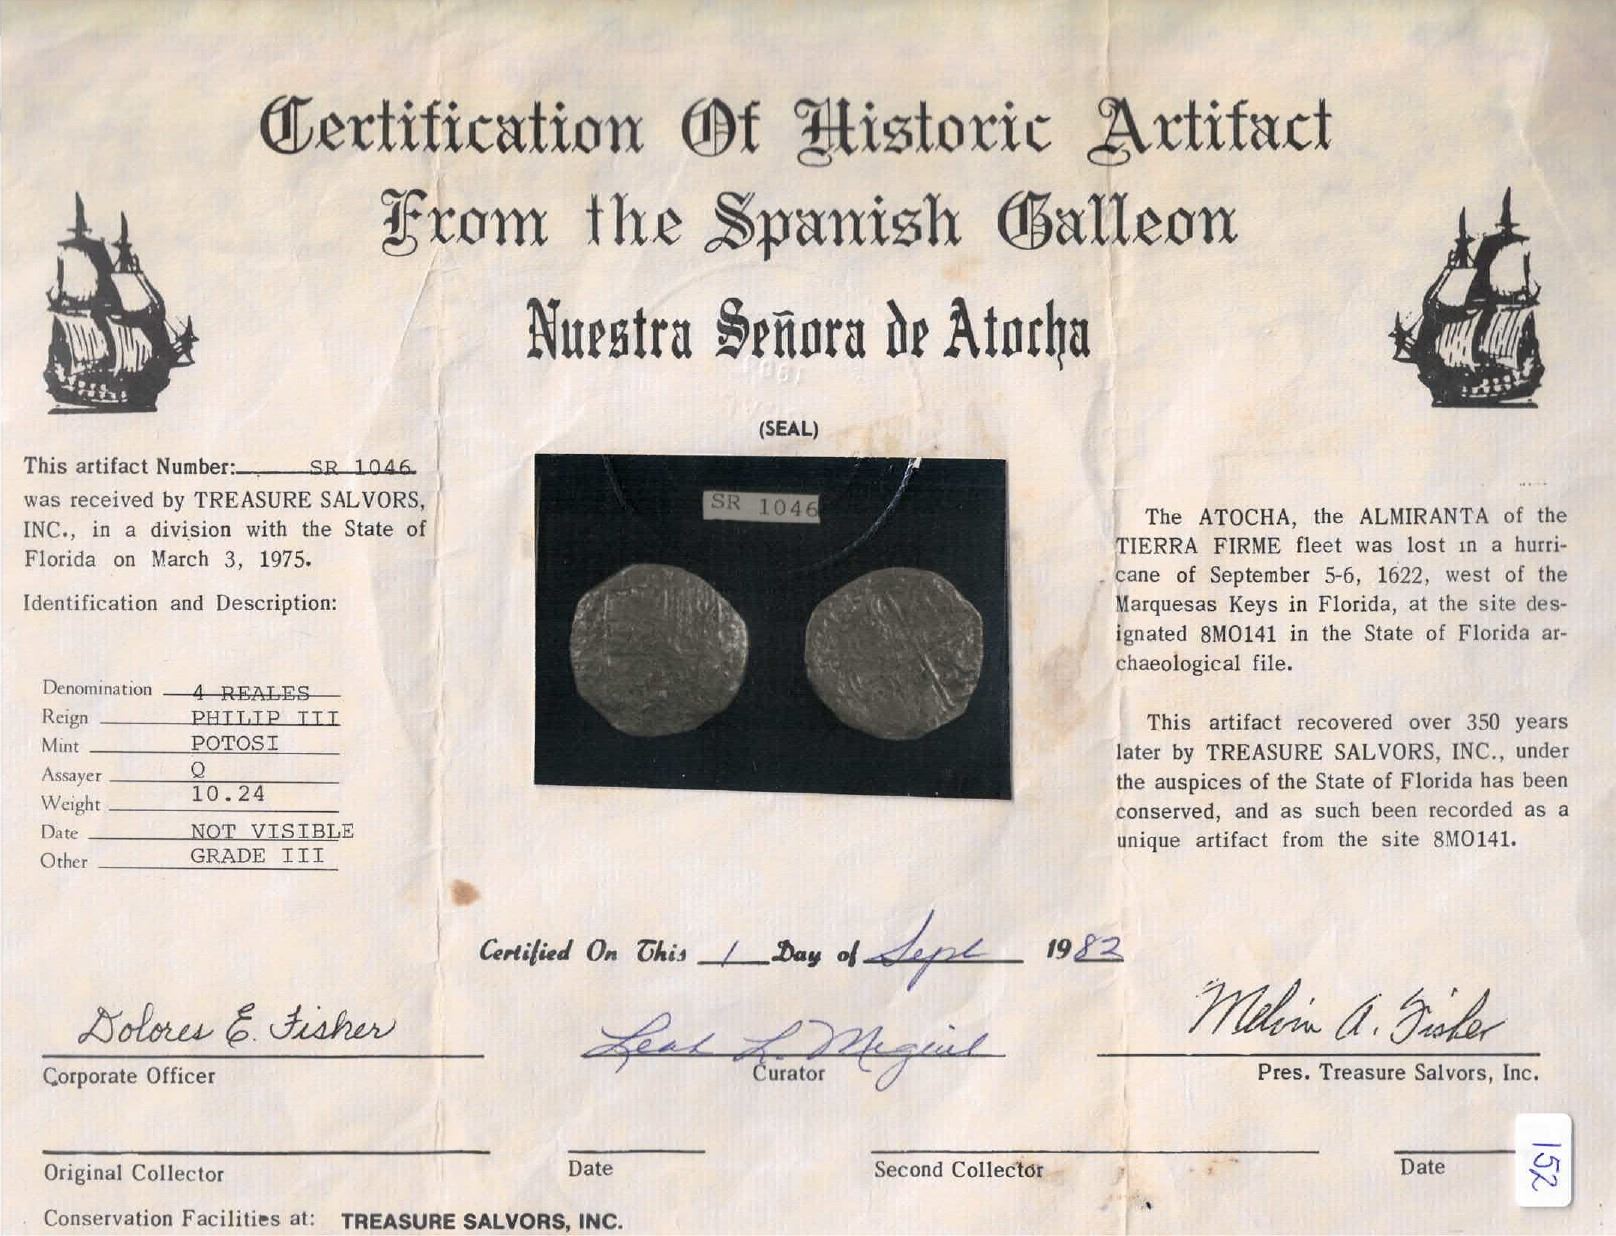 Certification Of Historic Artifact
From the Spanish Galleon
Nuestra Señora de Atocha
(SEAL)
This artifact Number: SR 1046
was received by TREASURE SALVORS,
INC., in a division with the State of
Florida on March 3, 1975.
Identification and Description:
Denomination 4 REALES
Reign PHILIP III
Mint POTOSI
Assayer Q
Weight 10.24
Date NOT VISIBLE
Other GRADE III
SR 1046
The ATOCHA, the ALMIRANTA of the
TIERRA FIRME fleet was lost in a hurri-
cane of September 5-6, 1622, west of the
Marquesas Keys in Florida, at the site des-
ignated 8MO141 in the State of Florida ar-
chaeological file.
This artifact recovered over 350 years
later by TREASURE SALVORS, INC., under
the auspices of the State of Florida has been
conserved, and as such been recorded as a
unique artifact from the site 8MO141.
Certified On This 1 Day of Sept 1982
Dolores E. Fisher
Corporate Officer
Leah L.
Curator
Melvin A. Fisher
Pres. Treasure Salvors, Inc.
Original Collector
Date
Second Collector
Date
152
Conservation Facilities at: TREASURE SALVORS, INC.